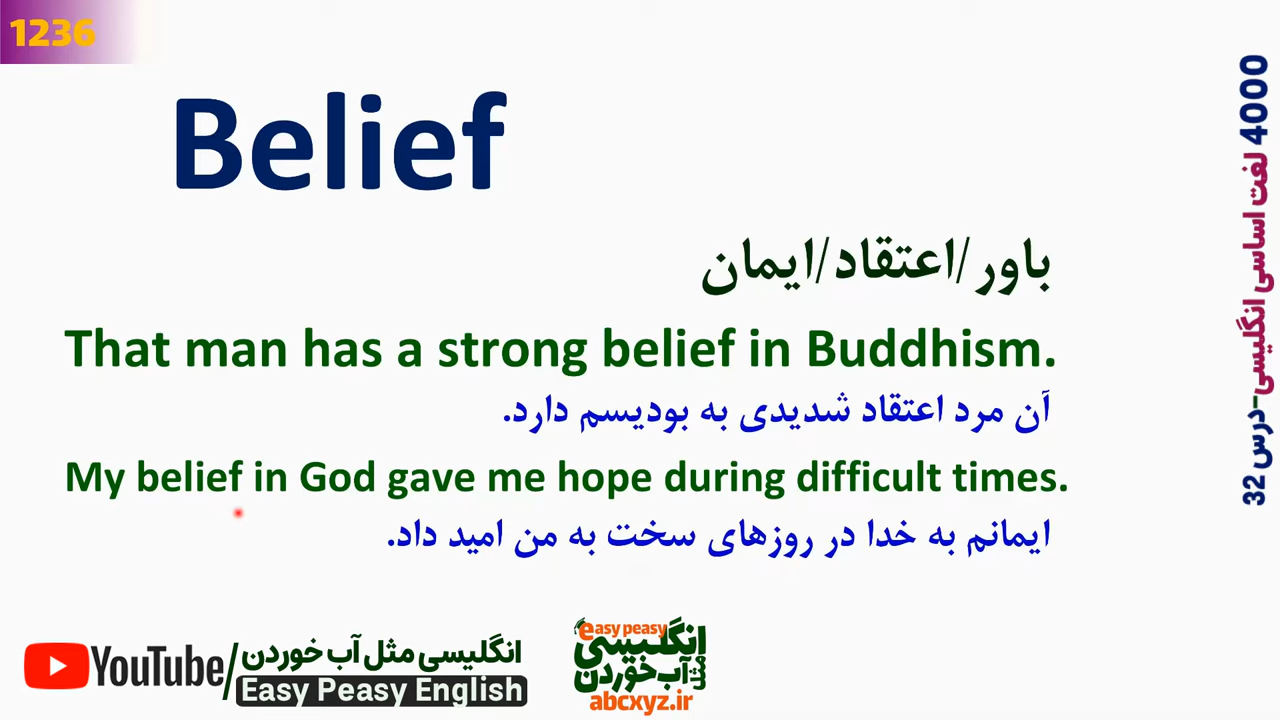 1236
Belief
باور/اعتقاد/ایمان
That man has a strong belief in Buddhism.
آن مرد اعتقاد شدیدی به بودیسم دارد.
My belief in God gave me hope during difficult times.
ایمانم به خدا در روزهای سخت به من امید داد.
4000 لغت اساسی انگلیسی-درس 32
YouTube/انگلیسی مثل آب خوردن
Easy Peasy English
easy peasy
انگلیسی
مثل آب خوردن
abcxyz.ir